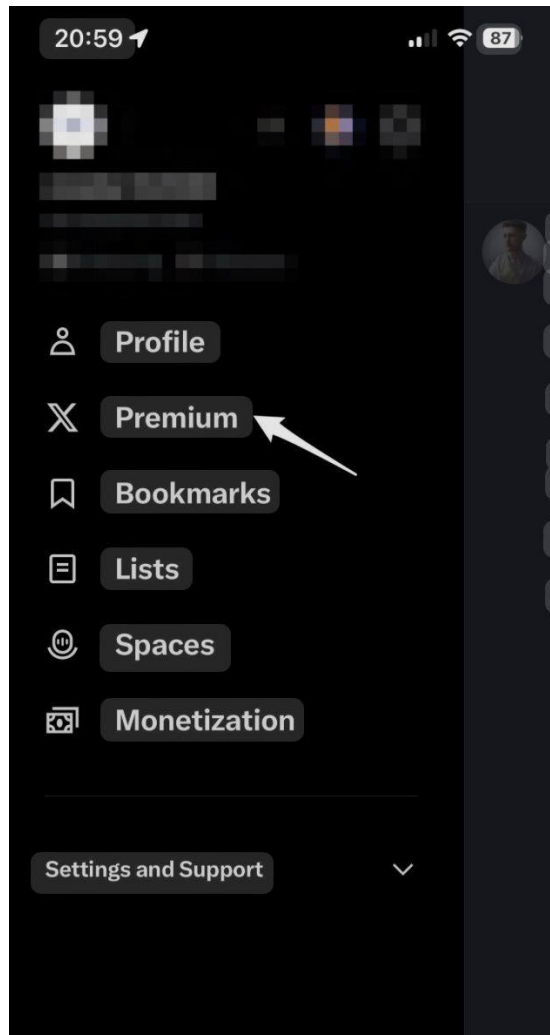 20:59
87
Profile
Premium
Bookmarks
Lists
Spaces
Monetization
Settings and Support